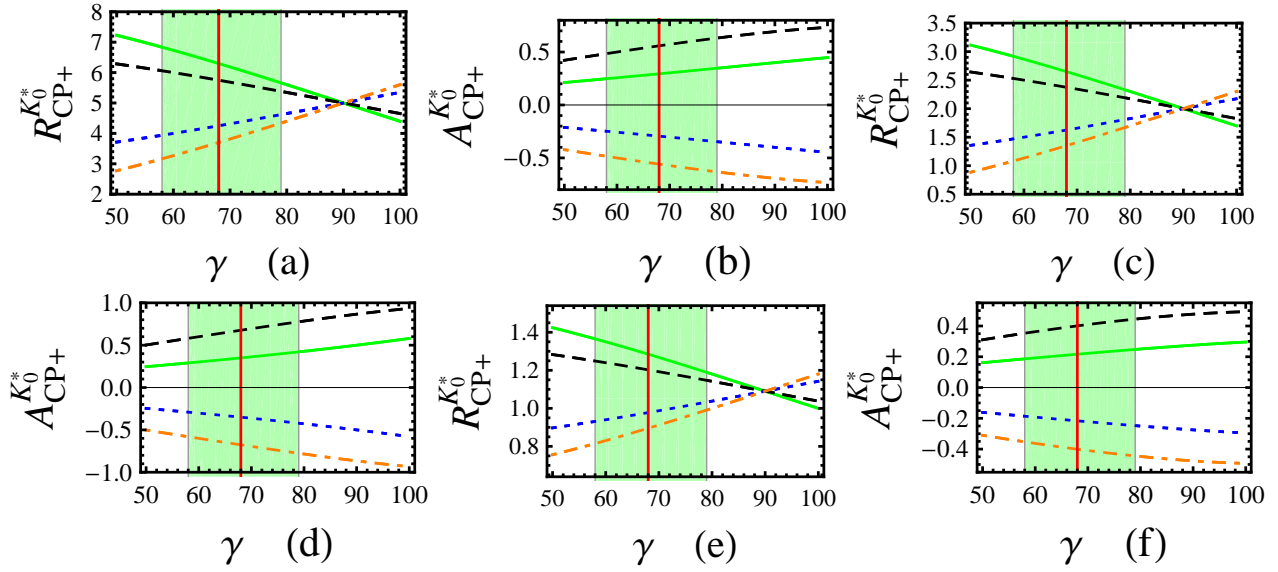 8
7
6
5
4
3
2
R^{K_0^*}_{CP+}
50 60 70 80 90 100
γ (a)
0.5
0.0
−0.5
A^{K_0^*}_{CP+}
50 60 70 80 90 100
γ (b)
3.5
3.0
2.5
2.0
1.5
1.0
0.5
R^{K_0^*}_{CP+}
50 60 70 80 90 100
γ (c)
1.0
0.5
0.0
−0.5
−1.0
A^{K_0^*}_{CP+}
50 60 70 80 90 100
γ (d)
1.4
1.2
1.0
0.8
R^{K_0^*}_{CP+}
50 60 70 80 90 100
γ (e)
0.4
0.2
0.0
−0.2
−0.4
A^{K_0^*}_{CP+}
50 60 70 80 90 100
γ (f)